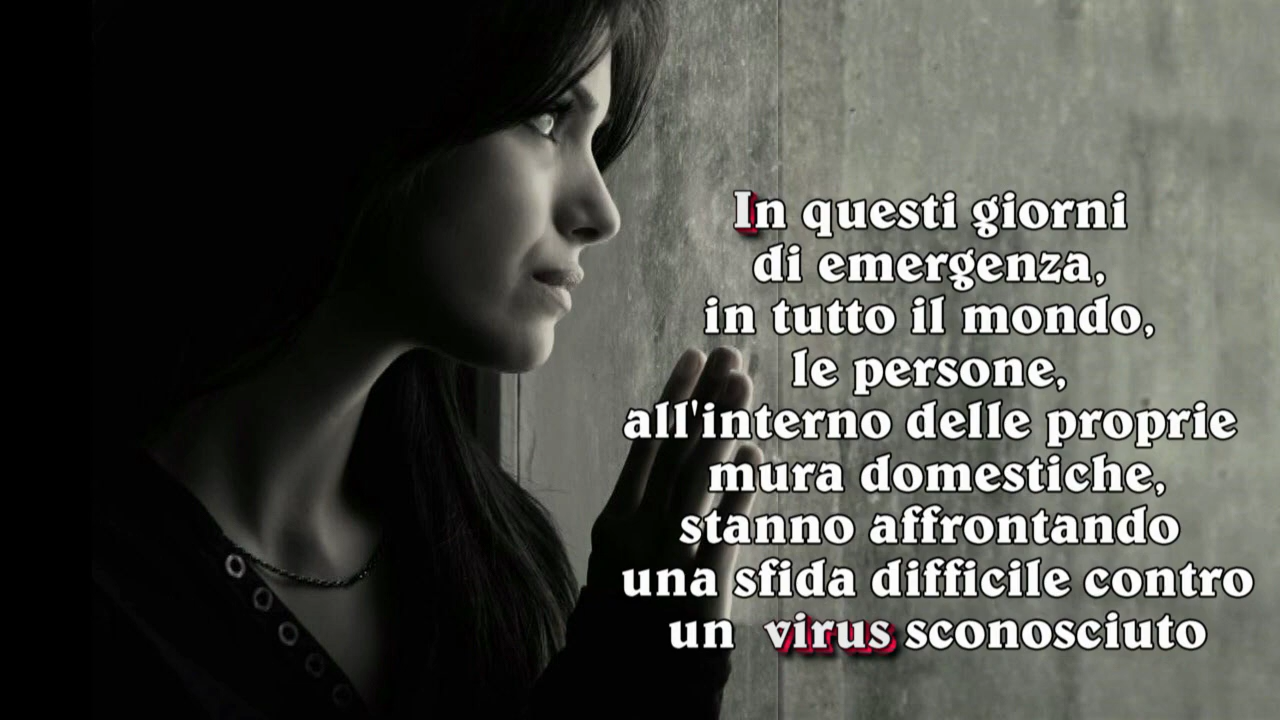 In questi giorni
di emergenza,
in tutto il mondo,
le persone,
all'interno delle proprie
mura domestiche,
stanno affrontando
una sfida difficile contro
un virus sconosciuto